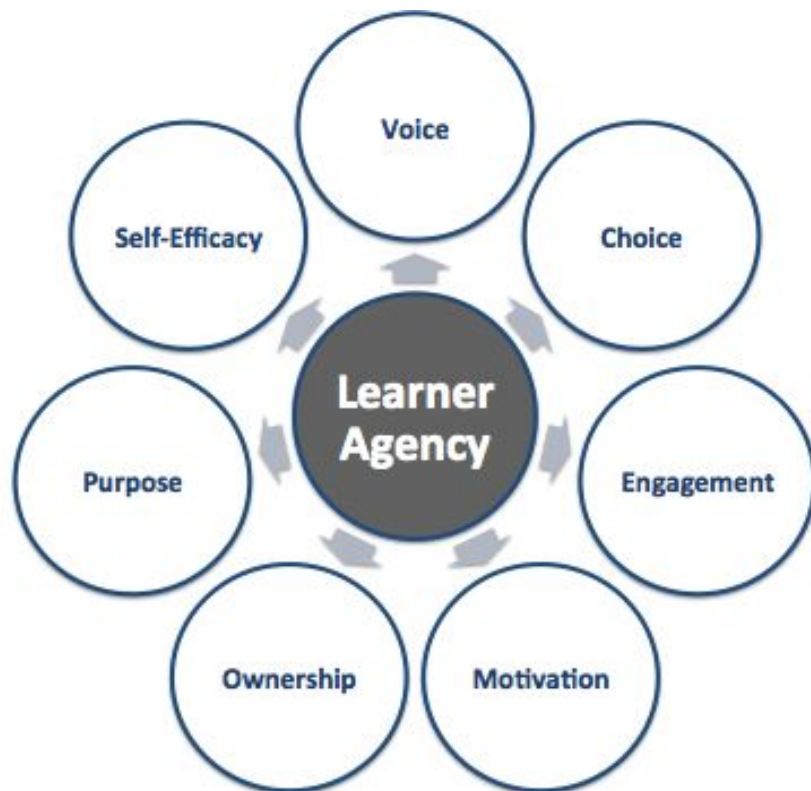 Voice
Choice
Engagement
Motivation
Ownership
Purpose
Self-Efficacy
Learner
Agency